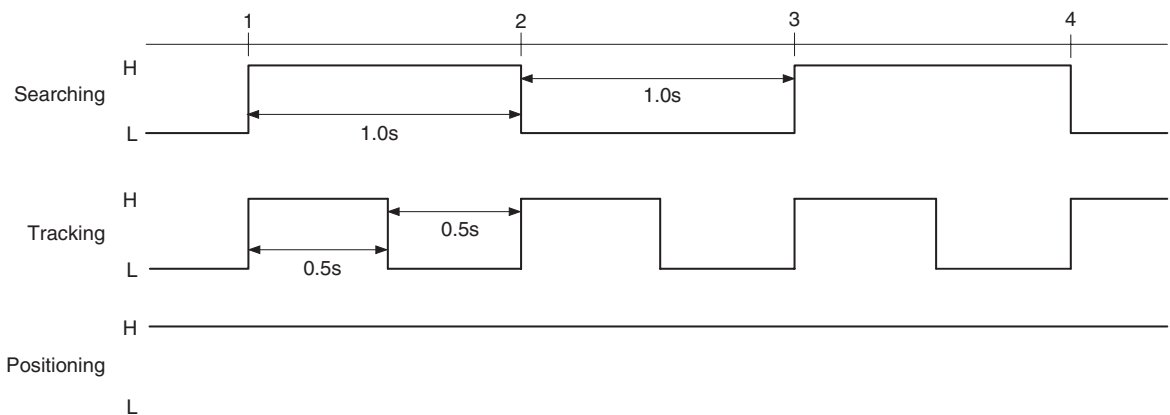 1 2 3 4
H
Searching
1.0s
1.0s
L
H
Tracking
0.5s
0.5s
L
H
Positioning
L